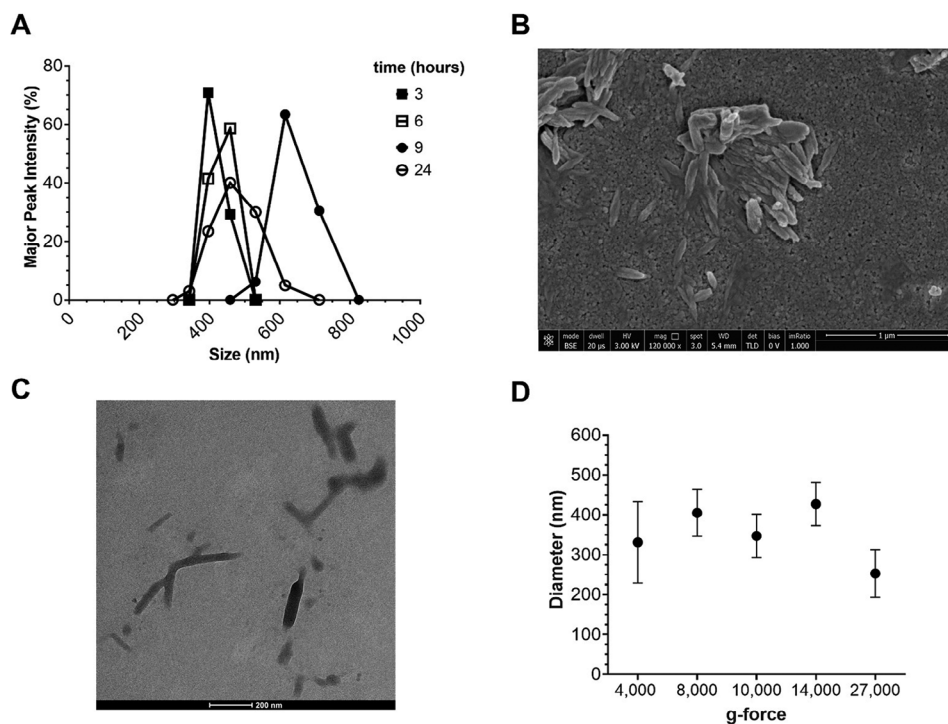 A
80
60
40
20
0
Major Peak Intensity (%)
0
200
400
600
800
1000
Size (nm)
time (hours)
3
6
9
24
B
mode dwell HV mag spot WD det bias imRatio
BSE 20 µs 3.00 kV 120 000 x 3.0 5.4 mm TLD 0 V 1.000
1 µm
C
200 nm
D
600
500
400
300
200
100
0
Diameter (nm)
4,000 8,000 10,000 14,000 27,000
g-force